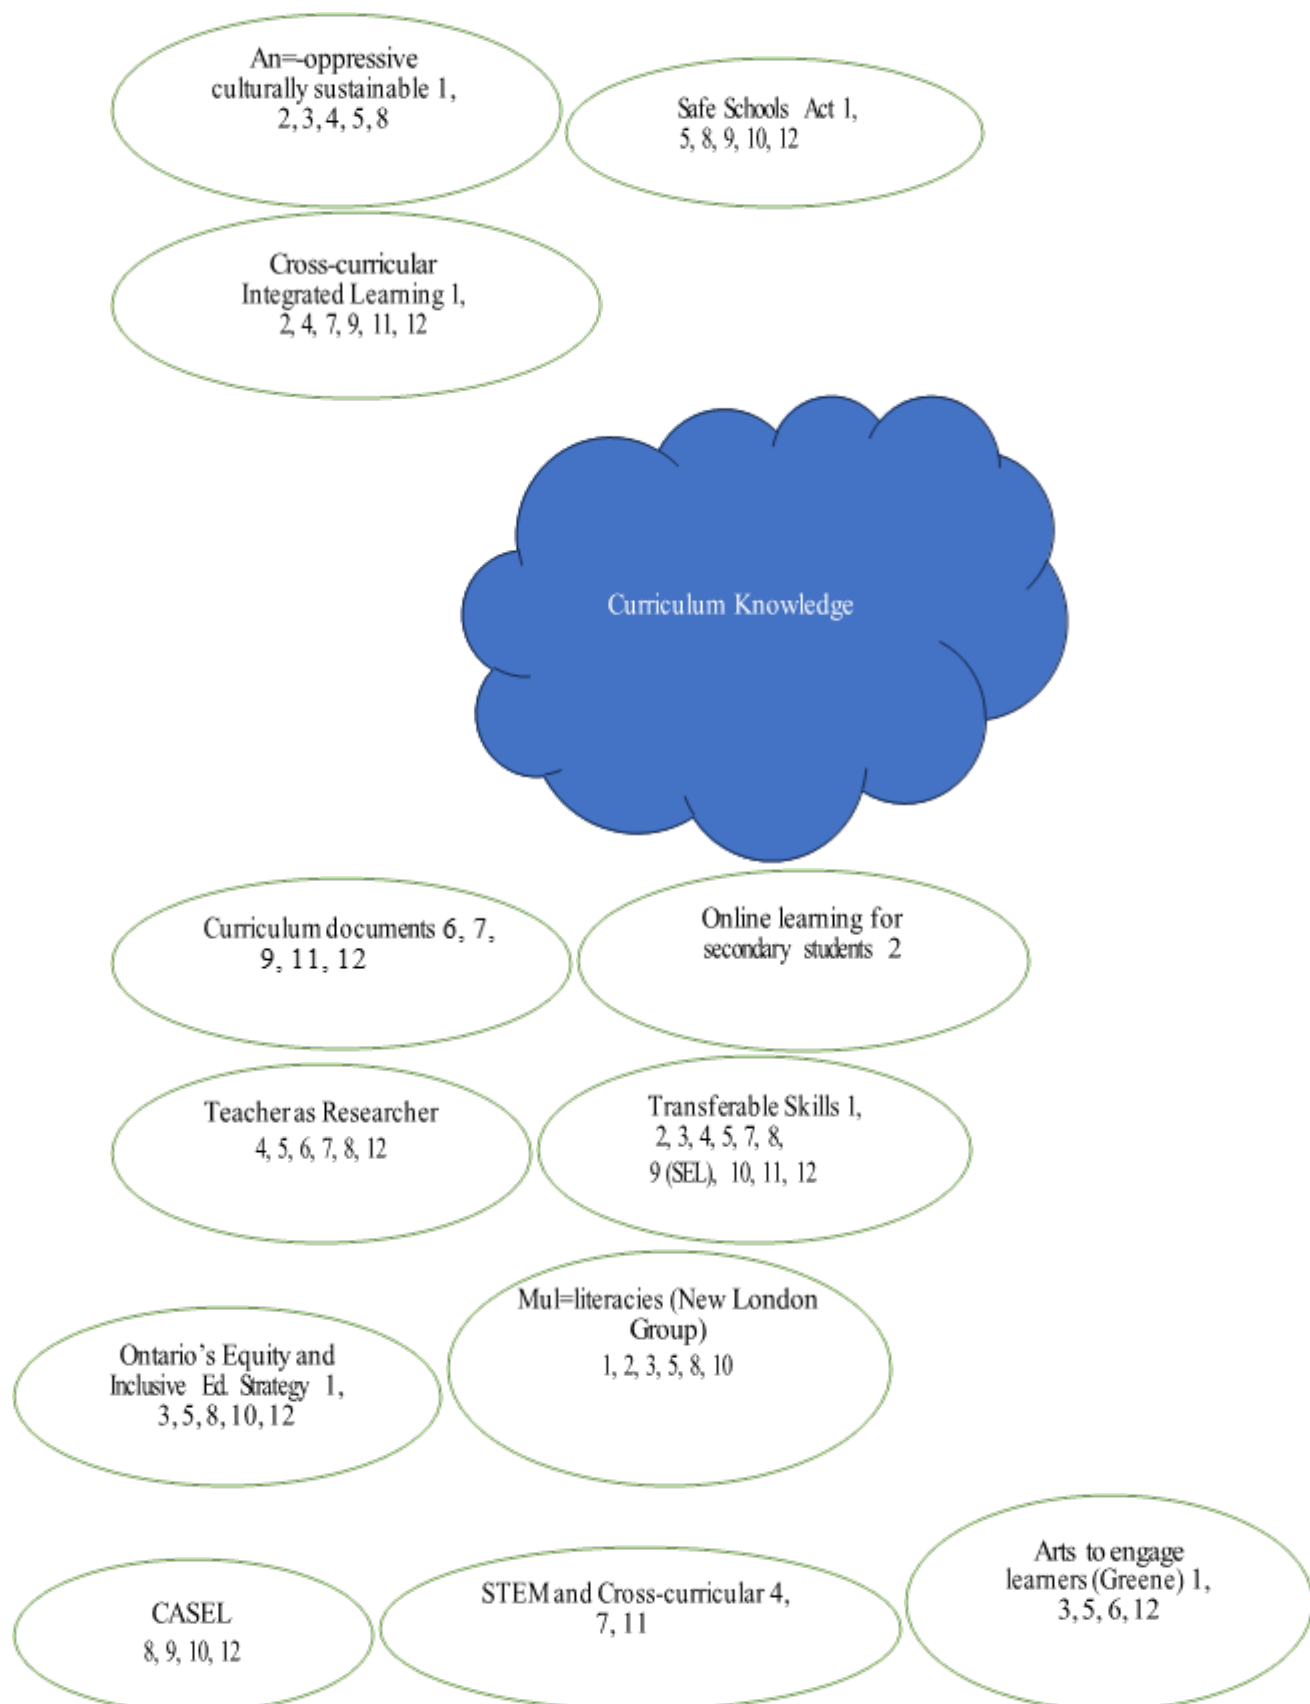 An=-oppressive
culturally sustainable 1,
2, 3, 4, 5, 8
Safe Schools Act 1,
5, 8, 9, 10, 12
Cross-curricular
Integrated Learning 1,
2, 4, 7, 9, 11, 12
Curriculum Knowledge
Curriculum documents 6, 7,
9, 11, 12
Online learning for
secondary students 2
Teacher as Researcher
4, 5, 6, 7, 8, 12
Transferable Skills 1,
2, 3, 4, 5, 7, 8,
9 (SEL), 10, 11, 12
Mul=literacies (New London
Group)
1, 2, 3, 5, 8, 10
Ontario's Equity and
Inclusive Ed. Strategy 1,
3, 5, 8, 10, 12
CASEL
8, 9, 10, 12
STEM and Cross-curricular 4,
7, 11
Arts to engage
learners (Greene) 1,
3, 5, 6, 12